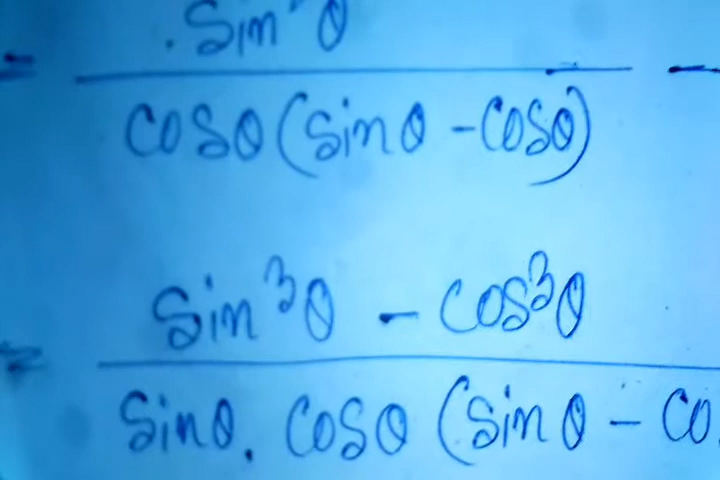 = sin²θ / cosθ(sinθ - cosθ) -
= sin³θ - cos³θ / sinθ. cosθ (sinθ - co